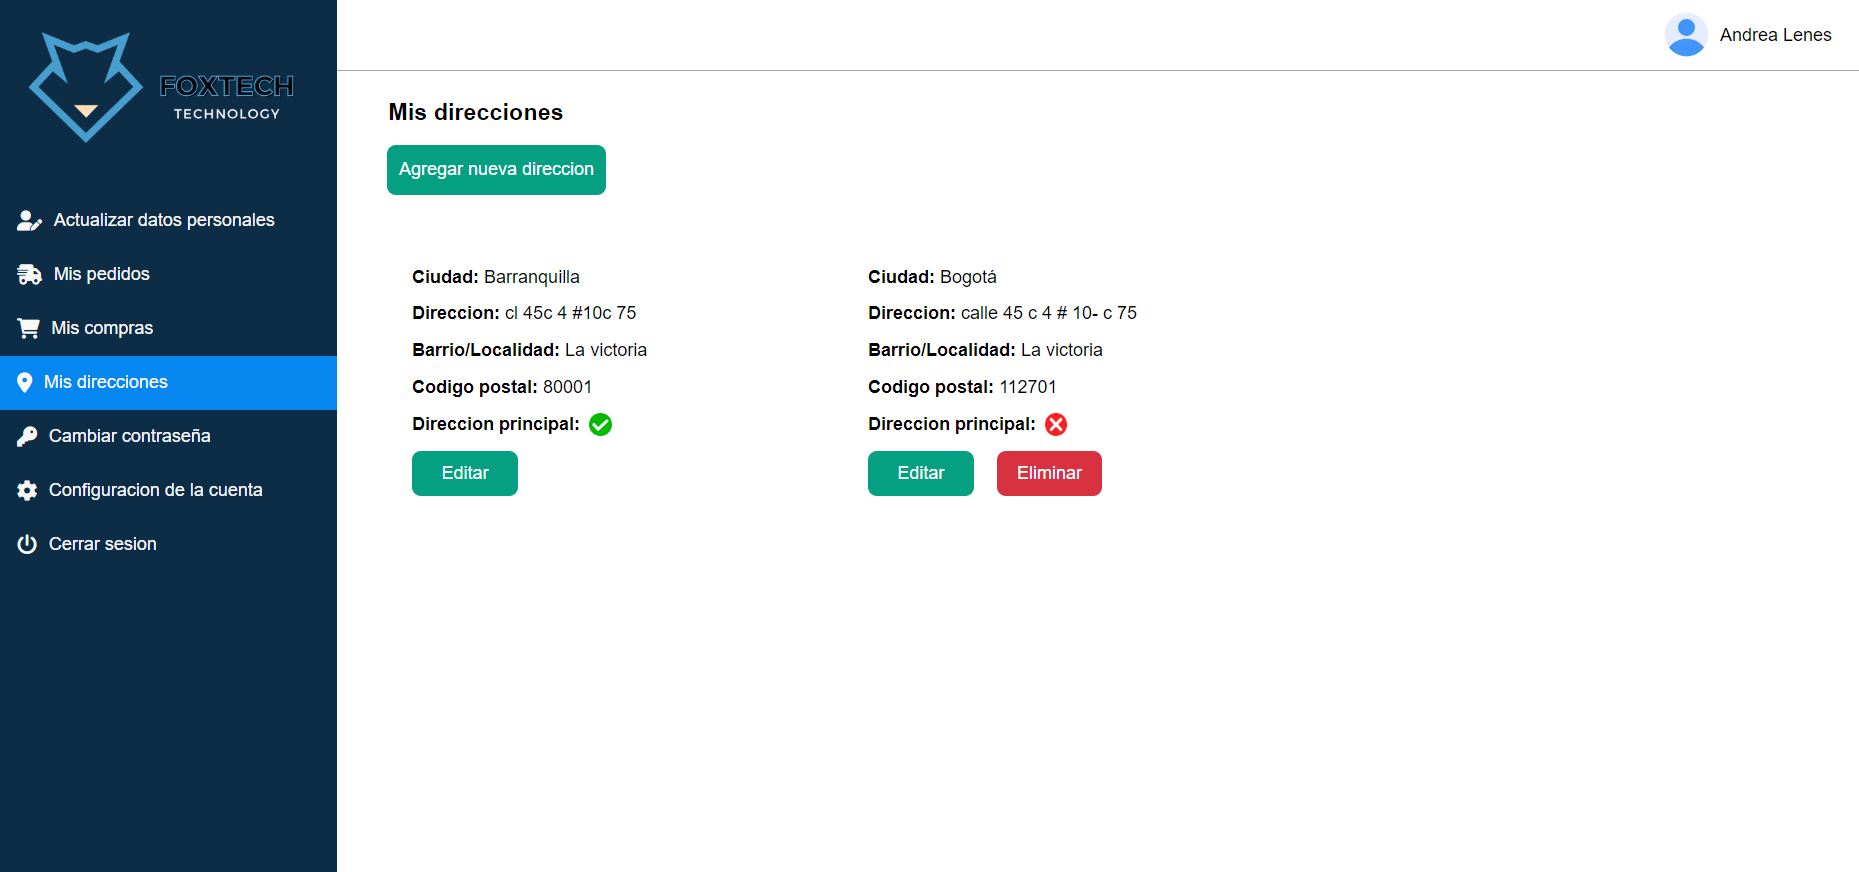 FOXTECH
TECHNOLOGY
Actualizar datos personales
Mis pedidos
Mis compras
Mis direcciones
Cambiar contraseña
Configuracion de la cuenta
Cerrar sesion
Andrea Lenes
Mis direcciones
Agregar nueva direccion
Ciudad: Barranquilla
Direccion: cl 45c 4 #10c 75
Barrio/Localidad: La victoria
Codigo postal: 80001
Direccion principal:
Editar
Ciudad: Bogotá
Direccion: calle 45 c 4 # 10- c 75
Barrio/Localidad: La victoria
Codigo postal: 112701
Direccion principal:
Editar
Eliminar